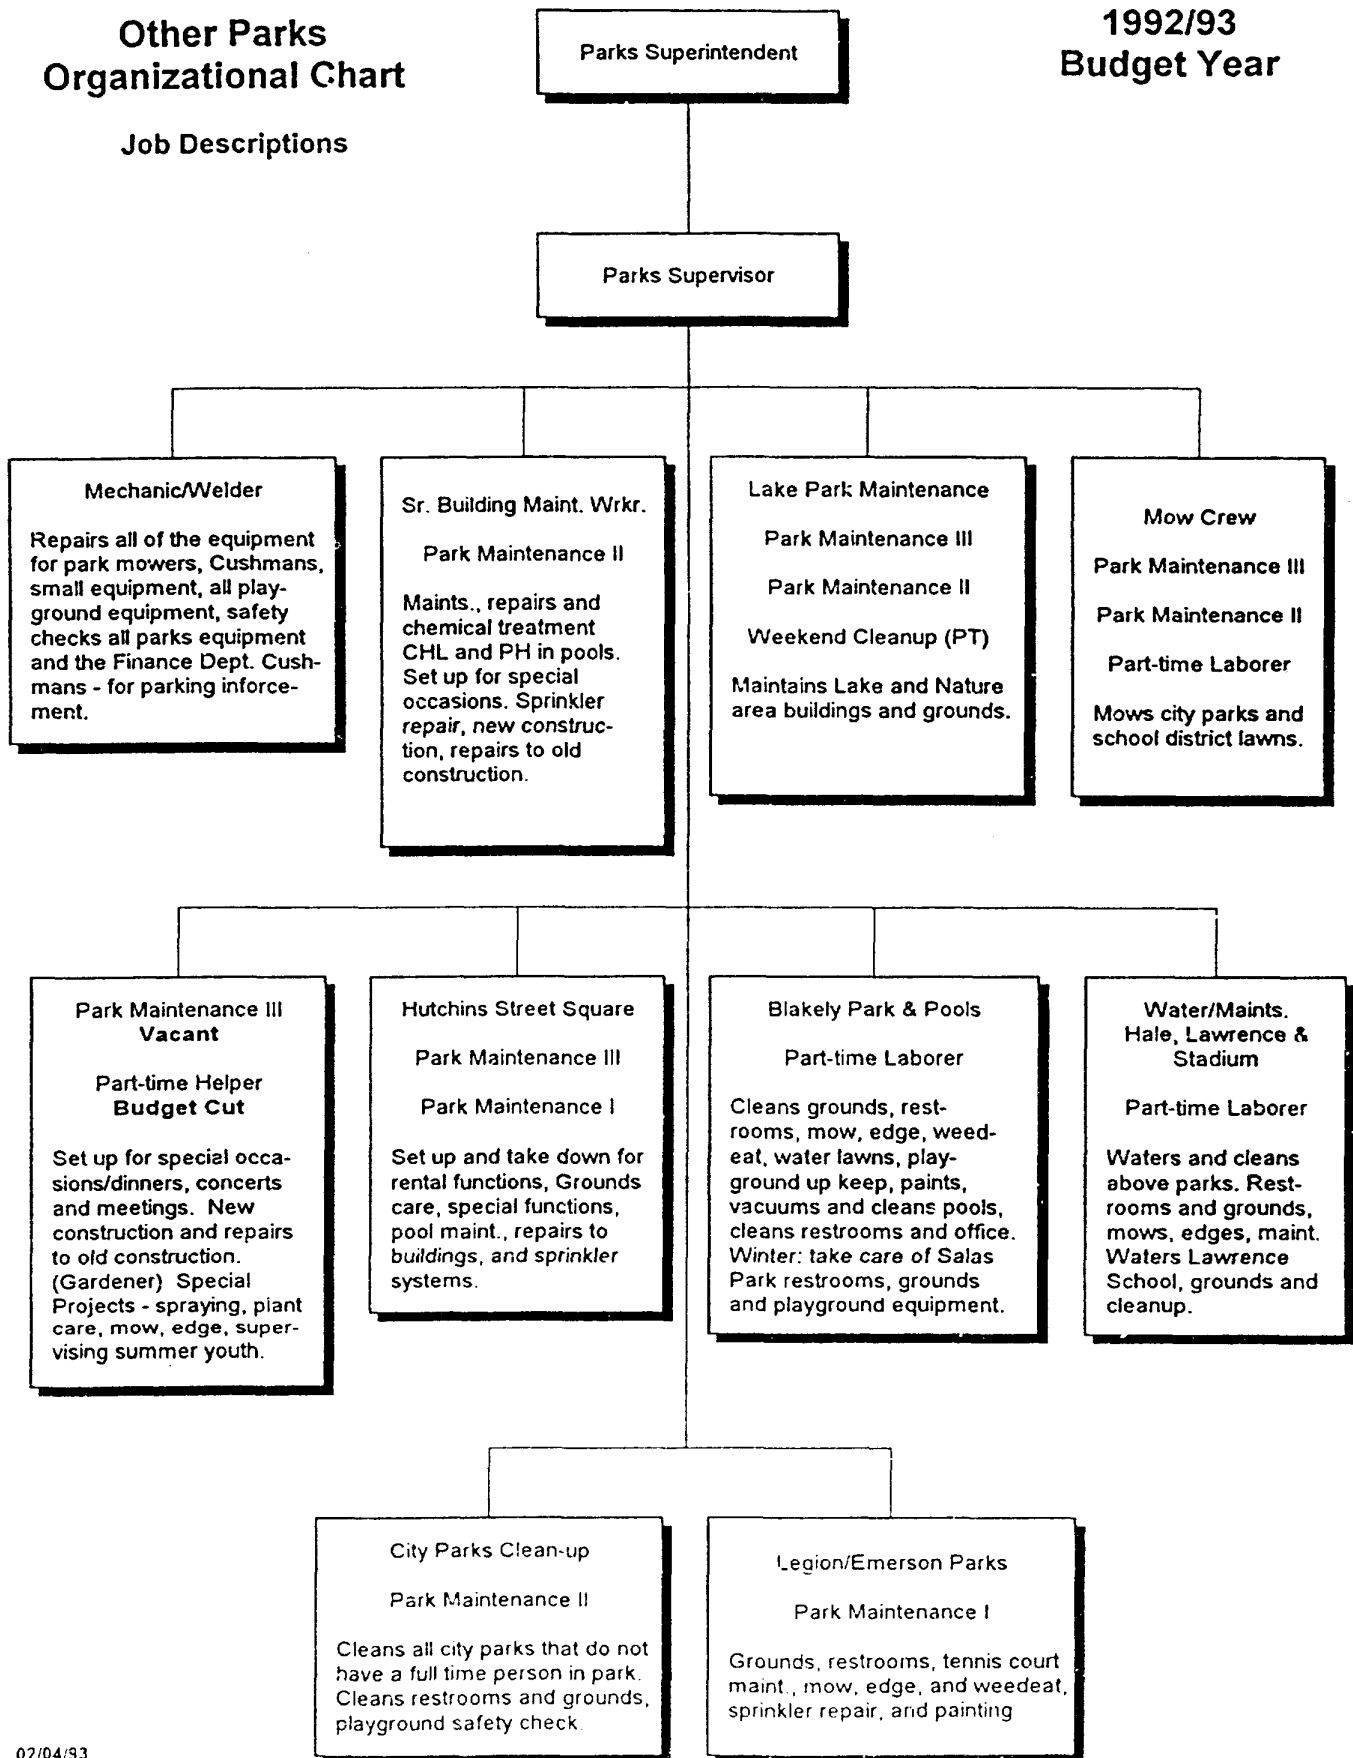 Other Parks
Organizational Chart
Job Descriptions
1992/93
Budget Year
Parks Superintendent
Parks Supervisor
Mechanic/Welder
Repairs all of the equipment
for park mowers, Cushmans,
small equipment, all play-
ground equipment, safety
checks all parks equipment
and the Finance Dept. Cush-
mans - for parking inforce-
ment.
Sr. Building Maint. Wrkr.
Park Maintenance II
Maints., repairs and
chemical treatment
CHL and PH in pools.
Set up for special
occasions. Sprinkler
repair, new construc-
tion, repairs to old
construction.
Lake Park Maintenance
Park Maintenance III
Park Maintenance II
Weekend Cleanup (PT)
Maintains Lake and Nature
area buildings and grounds.
Mow Crew
Park Maintenance III
Park Maintenance II
Part-time Laborer
Mows city parks and
school district lawns.
Park Maintenance III
Vacant
Part-time Helper
Budget Cut
Set up for special occa-
sions/dinners, concerts
and meetings. New
construction and repairs
to old construction.
(Gardener) Special
Projects - spraying, plant
care, mow, edge, super-
vising summer youth.
Hutchins Street Square
Park Maintenance III
Park Maintenance I
Set up and take down for
rental functions, Grounds
care, special functions,
pool maint., repairs to
buildings, and sprinkler
systems.
Blakely Park & Pools
Part-time Laborer
Cleans grounds, rest-
rooms, mow, edge, weed-
eat, water lawns, play-
ground up keep, paints,
vacuums and cleans pools,
cleans restrooms and office.
Winter: take care of Salas
Park restrooms, grounds
and playground equipment.
Water/Maints.
Hale, Lawrence &
Stadium
Part-time Laborer
Waters and cleans
above parks. Rest-
rooms and grounds,
mows, edges, maint.
Waters Lawrence
School, grounds and
cleanup.
City Parks Clean-up
Park Maintenance II
Cleans all city parks that do not
have a full time person in park.
Cleans restrooms and grounds,
playground safety check.
Legion/Emerson Parks
Park Maintenance I
Grounds, restrooms, tennis court
maint., mow, edge, and weedeat,
sprinkler repair, and painting
02/04/93